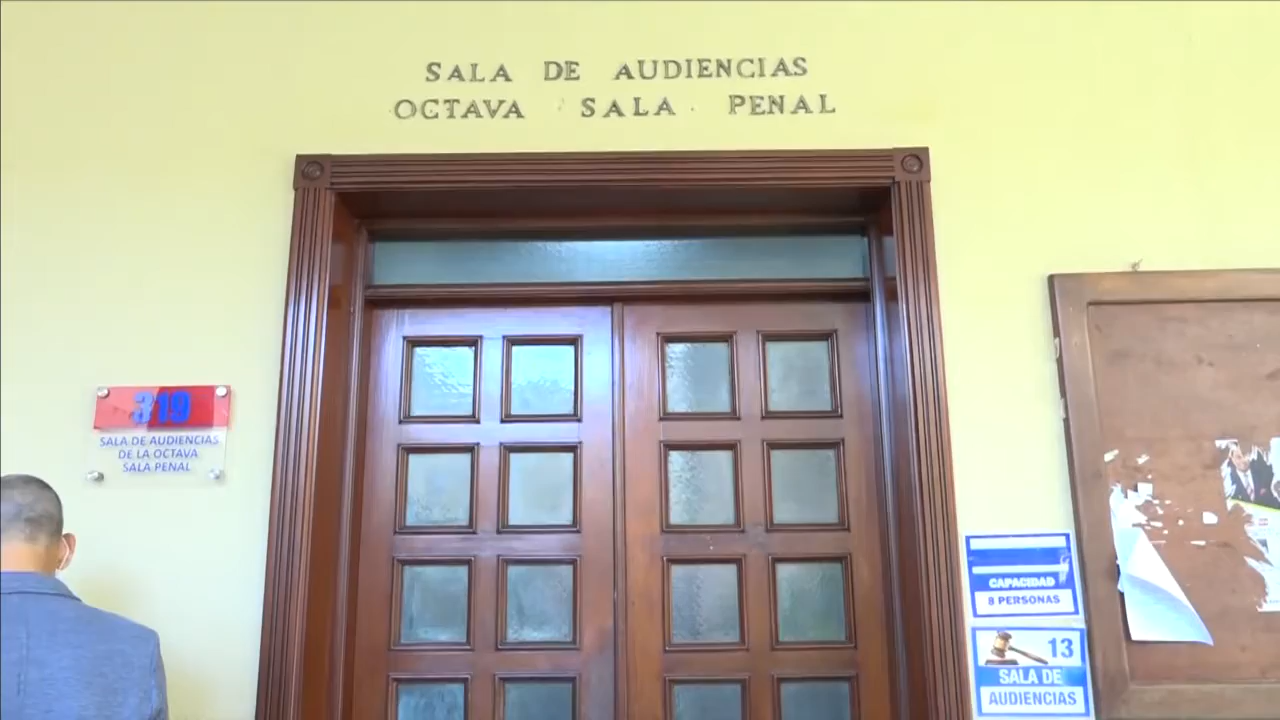 SALA DE AUDIENCIAS
OCTAVA SALA PENAL
319
SALA DE AUDIENCIAS
DE LA OCTAVA
SALA PENAL
CAPACIDAD
8 PERSONAS
13
SALA DE
AUDIENCIAS